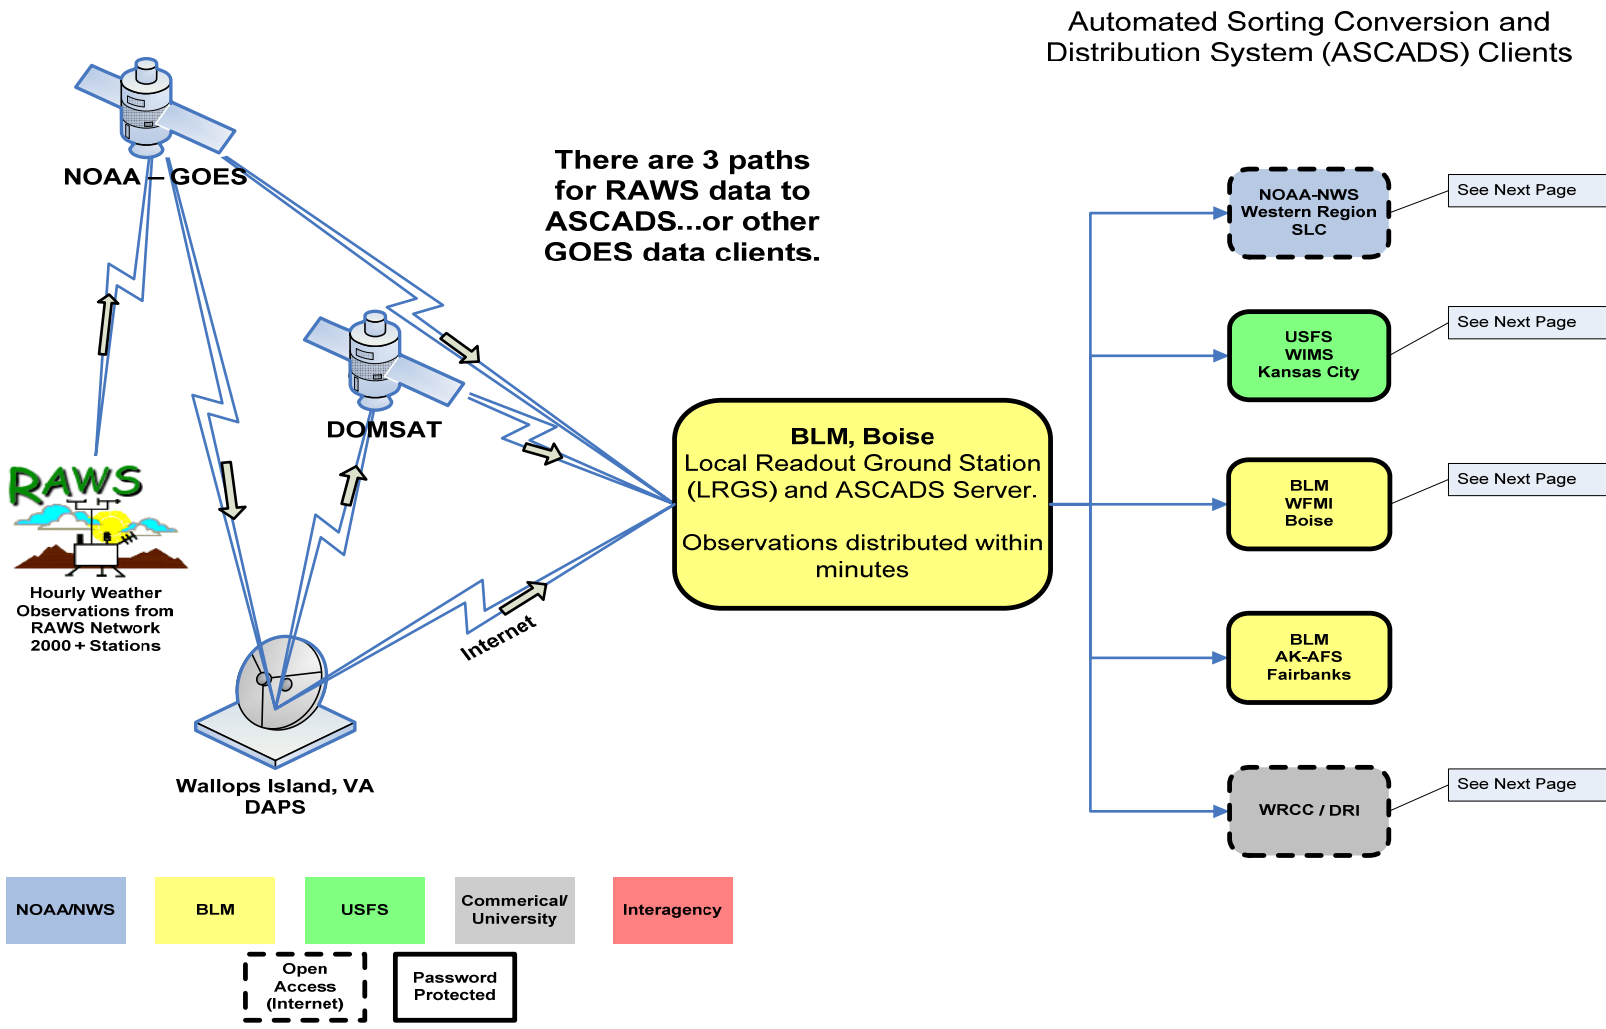 Automated Sorting Conversion and
Distribution System (ASCADS) Clients
NOAA – GOES
There are 3 paths
for RAWS data to
ASCADS...or other
GOES data clients.
DOMSAT
RAWS
Hourly Weather
Observations from
RAWS Network
2000 + Stations
Internet
Wallops Island, VA
DAPS
BLM, Boise
Local Readout Ground Station
(LRGS) and ASCADS Server.
Observations distributed within
minutes
NOAA-NWS
Western Region
SLC
See Next Page
USFS
WIMS
Kansas City
See Next Page
BLM
WFMI
Boise
See Next Page
BLM
AK-AFS
Fairbanks
WRCC / DRI
See Next Page
NOAA/NWS
BLM
USFS
Commerical/
University
Interagency
Open
Access
(Internet)
Password
Protected